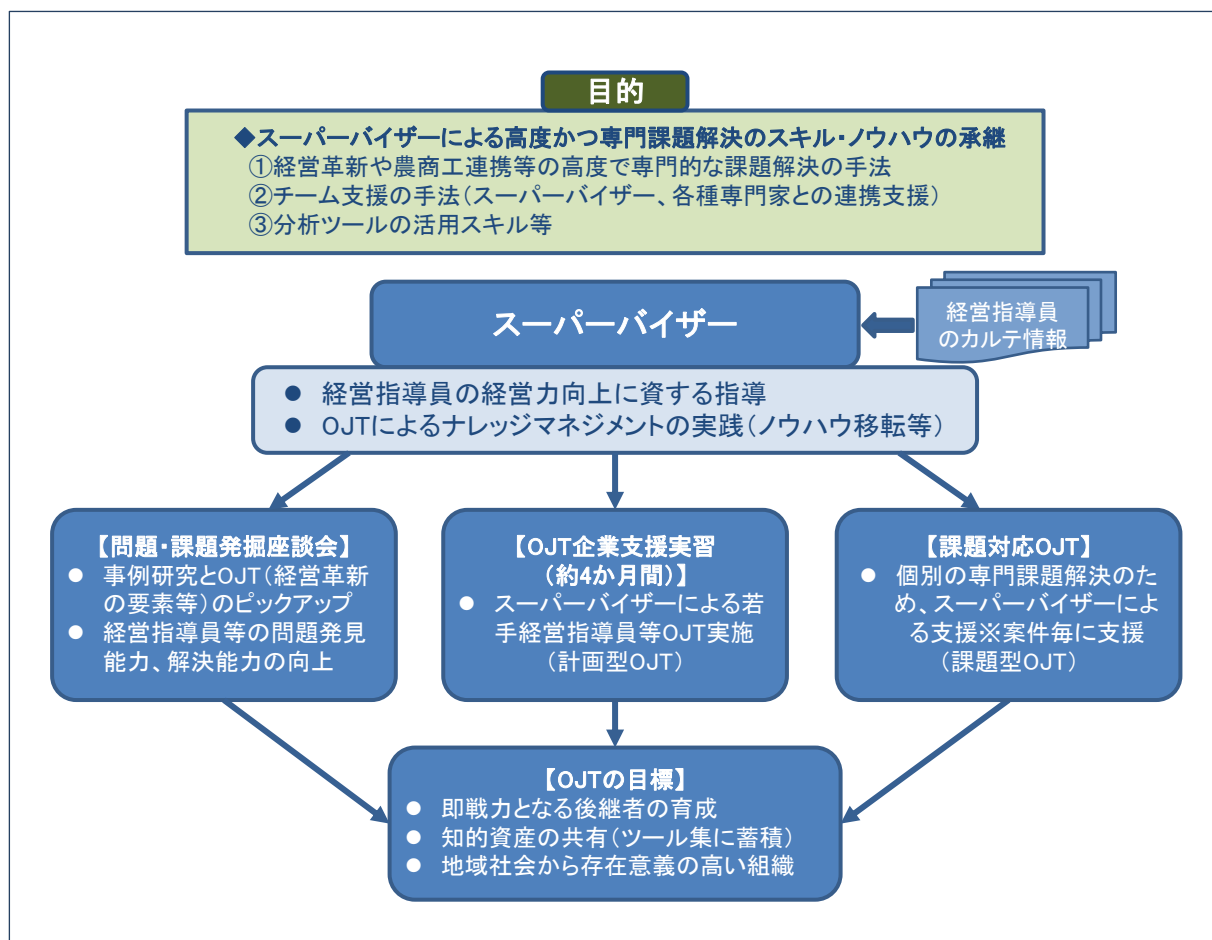 目的
◆スーパーバイザーによる高度かつ専門課題解決のスキル・ノウハウの承継
①経営革新や農商工連携等の高度で専門的な課題解決の手法
②チーム支援の手法(スーパーバイザー、各種専門家との連携支援)
③分析ツールの活用スキル等
スーパーバイザー
経営指導員
のカルテ情報
● 経営指導員の経営力向上に資する指導
● OJTによるナレッジマネジメントの実践(ノウハウ移転等)
【問題・課題発掘座談会】
● 事例研究とOJT(経営革新
の要素等)のピックアップ
● 経営指導員等の問題発見
能力、解決能力の向上
【OJT企業支援実習
(約4か月間)】
● スーパーバイザーによる若
手経営指導員等OJT実施
(計画型OJT)
【課題対応OJT】
● 個別の専門課題解決のた
め、スーパーバイザーによ
る支援※案件毎に支援
(課題型OJT)
【OJTの目標】
● 即戦力となる後継者の育成
● 知的資産の共有(ツール集に蓄積)
● 地域社会から存在意義の高い組織